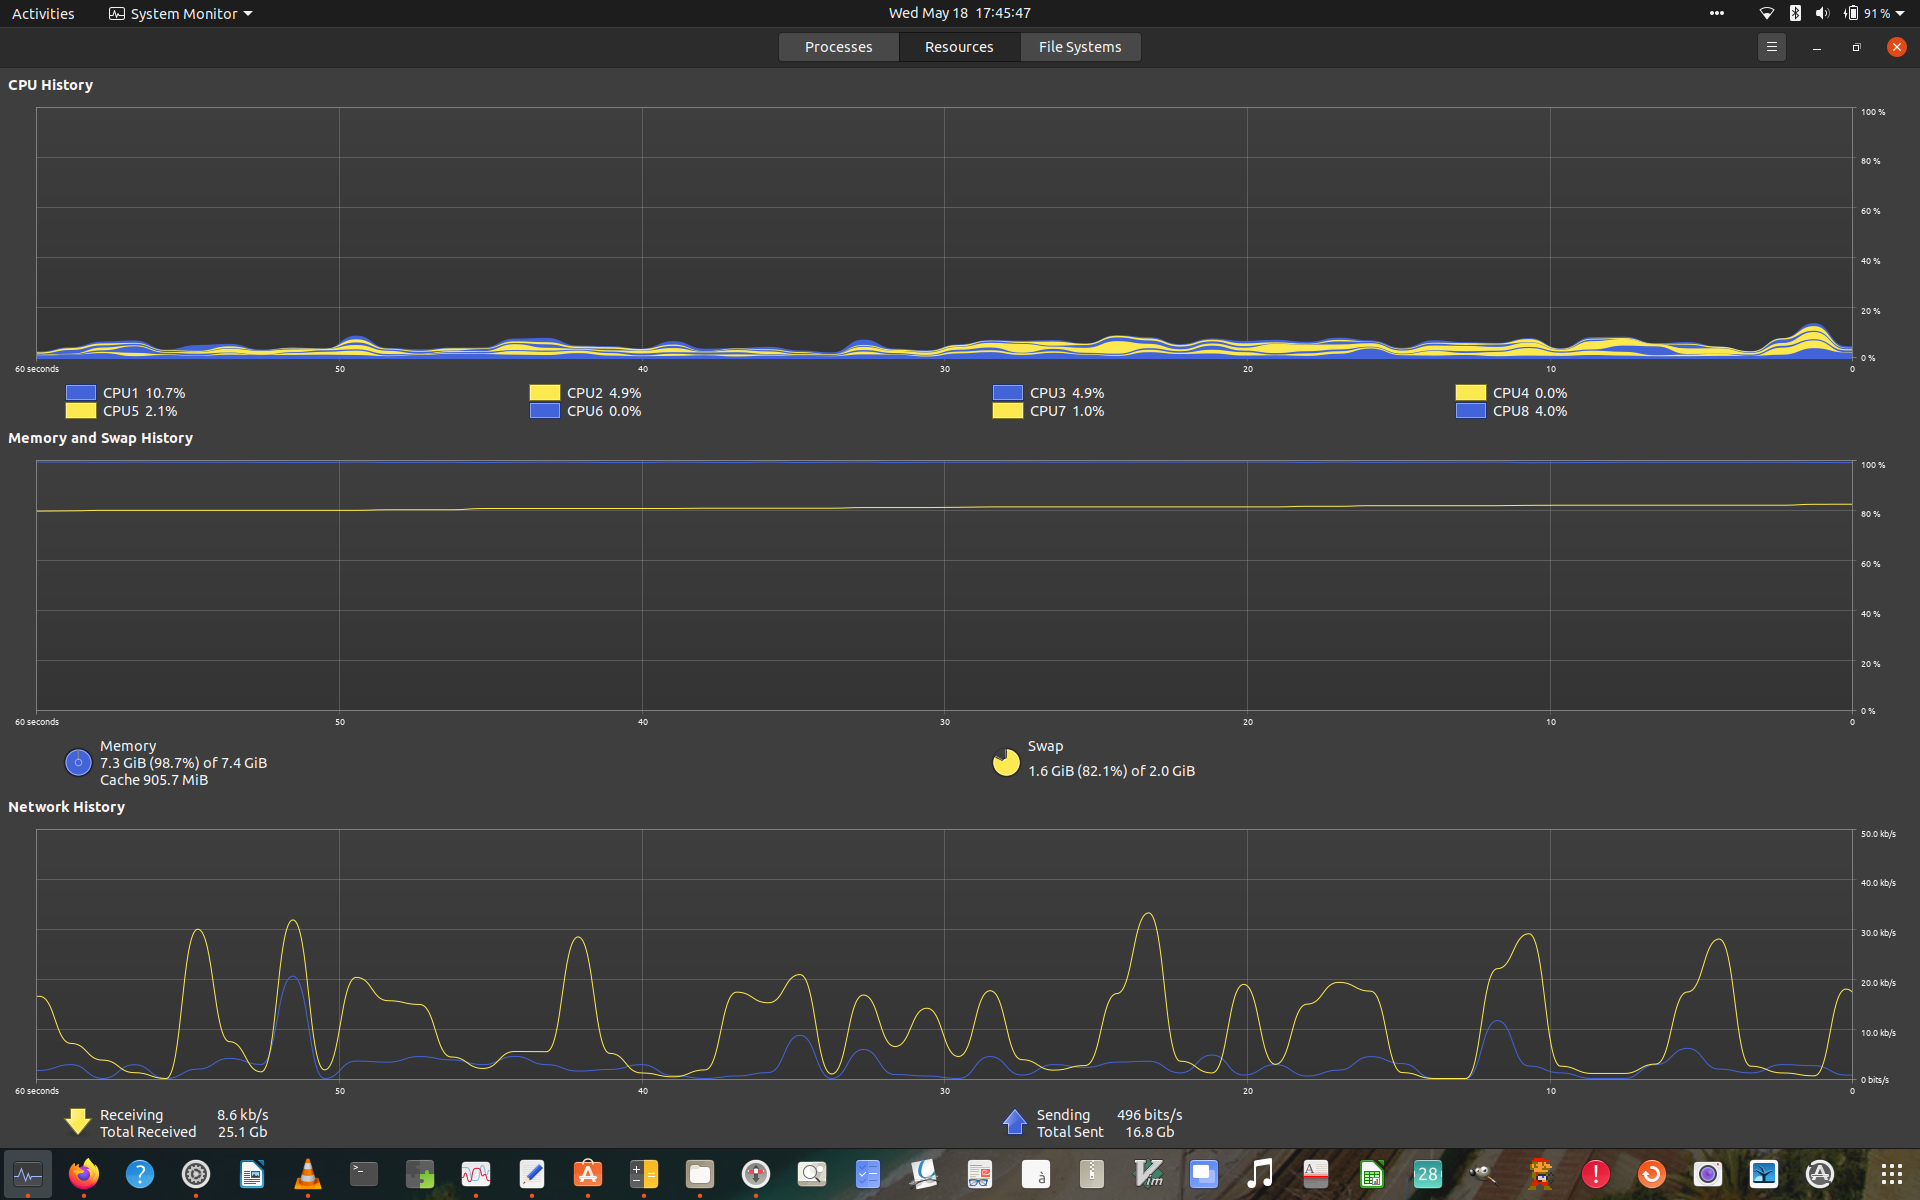 Activities System Monitor Wed May 18 17:45:47 91 %
Processes Resources File Systems
CPU History
100 %
80 %
60 %
40 %
20 %
0 %
60 seconds 50 40 30 20 10 0
CPU1 10.7% CPU2 4.9% CPU3 4.9% CPU4 0.0%
CPU5 2.1% CPU6 0.0% CPU7 1.0% CPU8 4.0%
Memory and Swap History
100 %
80 %
60 %
40 %
20 %
0 %
60 seconds 50 40 30 20 10 0
Memory Swap
7.3 GiB (98.7%) of 7.4 GiB 1.6 GiB (82.1%) of 2.0 GiB
Cache 905.7 MiB
Network History
50.0 kb/s
40.0 kb/s
30.0 kb/s
20.0 kb/s
10.0 kb/s
0 bits/s
60 seconds 50 40 30 20 10 0
Receiving 8.6 kb/s Sending 496 bits/s
Total Received 25.1 Gb Total Sent 16.8 Gb
? >_ à Vim A 28 !